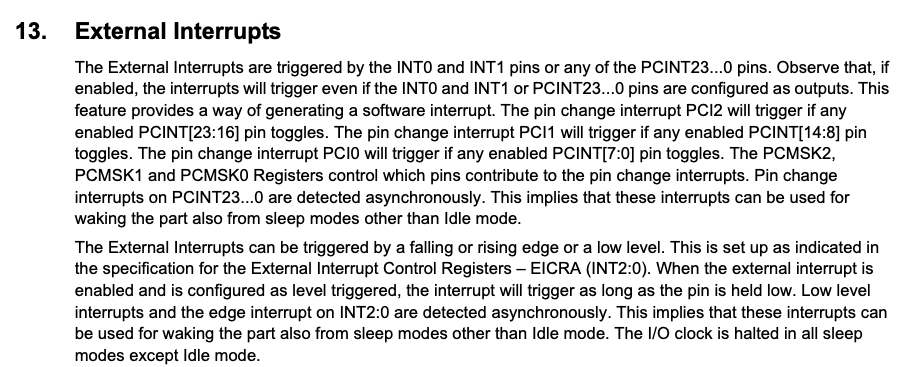 13. External Interrupts
The External Interrupts are triggered by the INT0 and INT1 pins or any of the PCINT23...0 pins. Observe that, if
enabled, the interrupts will trigger even if the INT0 and INT1 or PCINT23...0 pins are configured as outputs. This
feature provides a way of generating a software interrupt. The pin change interrupt PCI2 will trigger if any
enabled PCINT[23:16] pin toggles. The pin change interrupt PCI1 will trigger if any enabled PCINT[14:8] pin
toggles. The pin change interrupt PCI0 will trigger if any enabled PCINT[7:0] pin toggles. The PCMSK2,
PCMSK1 and PCMSK0 Registers control which pins contribute to the pin change interrupts. Pin change
interrupts on PCINT23...0 are detected asynchronously. This implies that these interrupts can be used for
waking the part also from sleep modes other than Idle mode.
The External Interrupts can be triggered by a falling or rising edge or a low level. This is set up as indicated in
the specification for the External Interrupt Control Registers – EICRA (INT2:0). When the external interrupt is
enabled and is configured as level triggered, the interrupt will trigger as long as the pin is held low. Low level
interrupts and the edge interrupt on INT2:0 are detected asynchronously. This implies that these interrupts can
be used for waking the part also from sleep modes other than Idle mode. The I/O clock is halted in all sleep
modes except Idle mode.